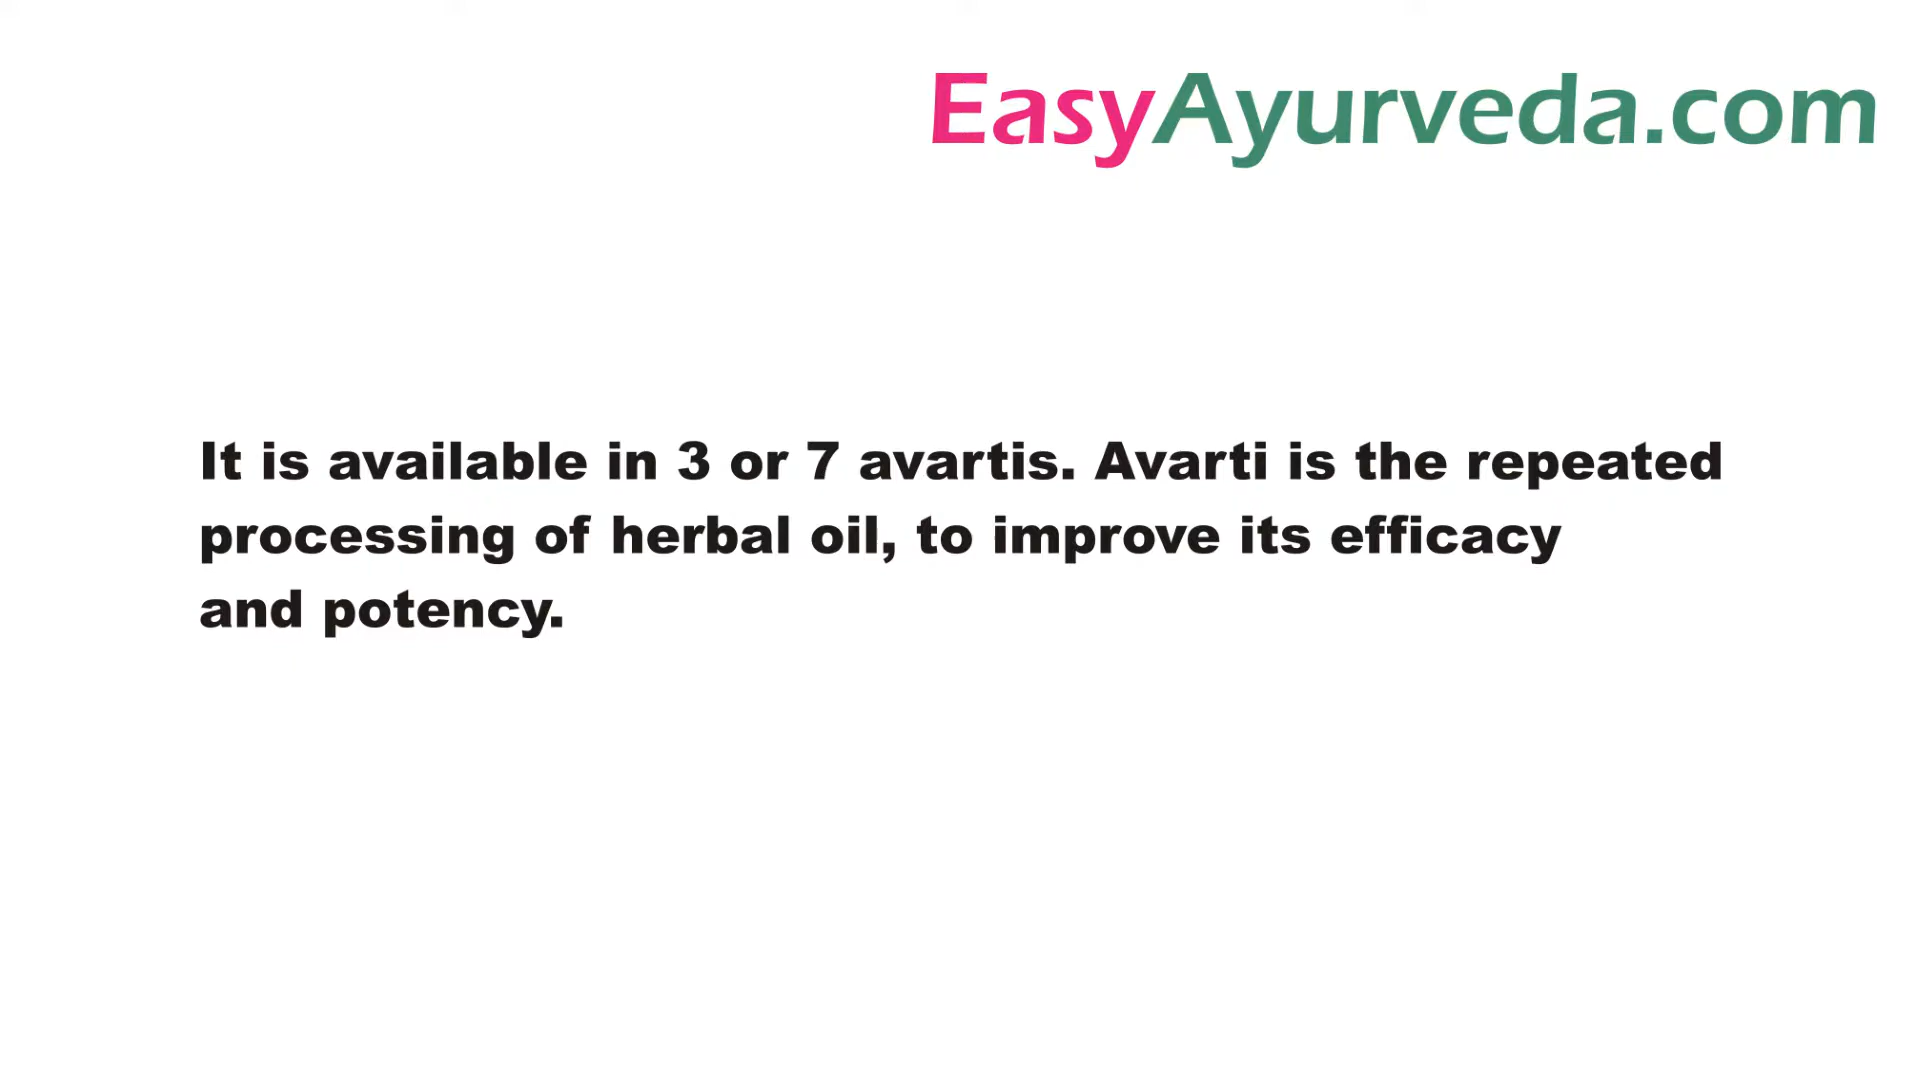 EasyAyurveda.com
It is available in 3 or 7 avartis. Avarti is the repeated
processing of herbal oil, to improve its efficacy
and potency.